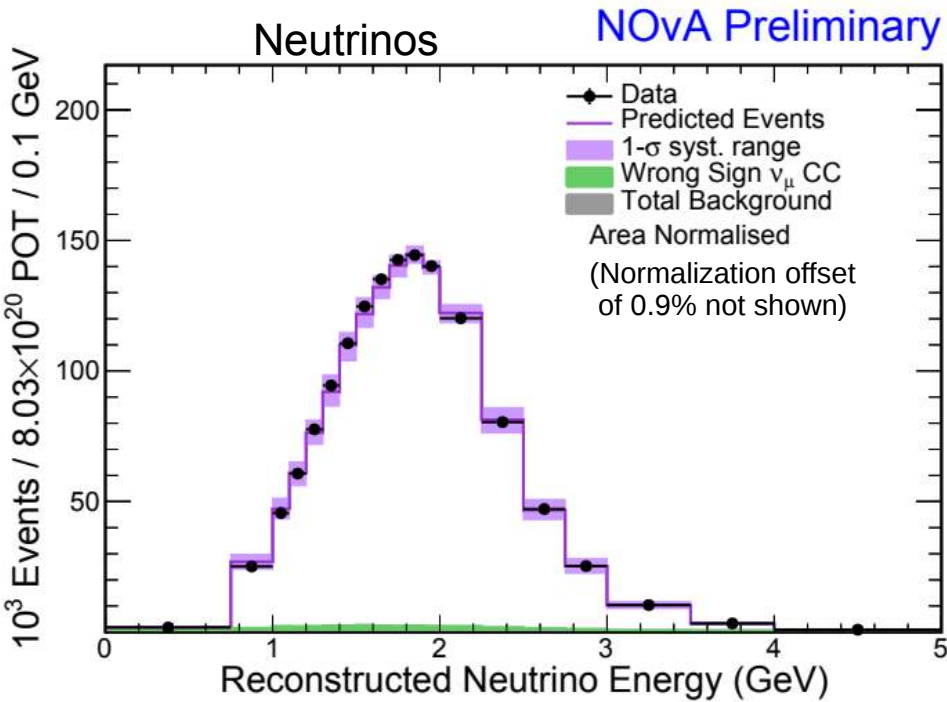 Neutrinos
NOvA Preliminary
10³ Events / 8.03×10²⁰ POT / 0.1 GeV
200
150
100
50
Data
Predicted Events
1-σ syst. range
Wrong Sign νμ CC
Total Background
Area Normalised
(Normalization offset
of 0.9% not shown)
0 1 2 3 4 5
Reconstructed Neutrino Energy (GeV)